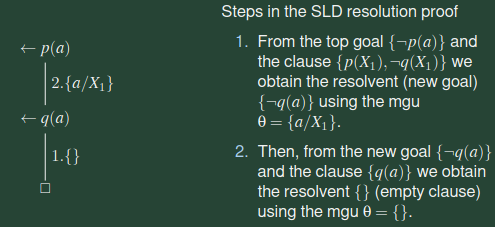 Steps in the SLD resolution proof
← p(a)
2.{a/X₁}
← q(a)
1.{}
□
1. From the top goal {¬p(a)} and
the clause {p(X₁),¬q(X₁)} we
obtain the resolvent (new goal)
{¬q(a)} using the mgu
θ = {a/X₁}.
2. Then, from the new goal {¬q(a)}
and the clause {q(a)} we obtain
the resolvent {} (empty clause)
using the mgu θ = {}.